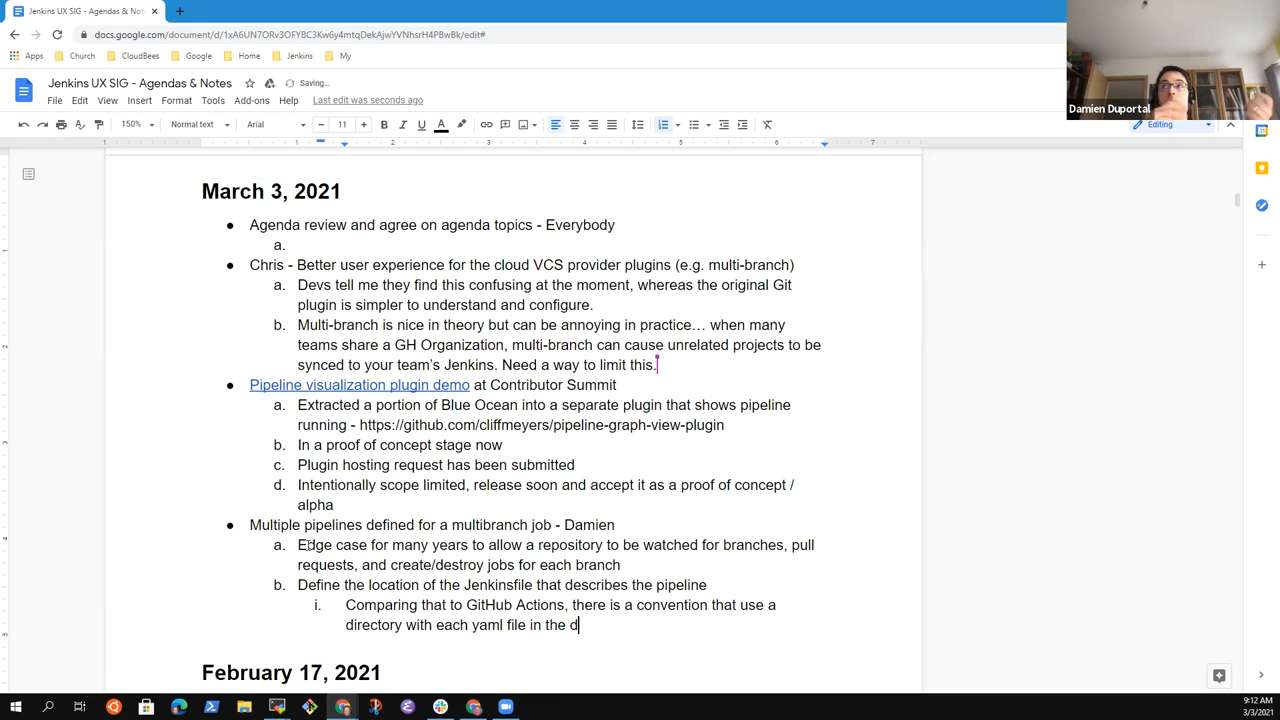 Jenkins UX SIG - Agendas & Not
docs.google.com/document/d/1xA6UN7ORv3OFYBC3Kw6y4mtqDekAjwYVNhsrH4PBwBk/edit#
Apps Church CloudBees Google Home Jenkins My
Jenkins UX SIG - Agendas & Notes Saving...
File Edit View Insert Format Tools Add-ons Help Last edit was seconds ago
150% Normal text Arial 11 B I U A Editing
Damien Duportal
1 1 2 3 4 5 6 7
March 3, 2021
● Agenda review and agree on agenda topics - Everybody
a.
● Chris - Better user experience for the cloud VCS provider plugins (e.g. multi-branch)
a. Devs tell me they find this confusing at the moment, whereas the original Git
plugin is simpler to understand and configure.
b. Multi-branch is nice in theory but can be annoying in practice… when many
teams share a GH Organization, multi-branch can cause unrelated projects to be
synced to your team's Jenkins. Need a way to limit this.
● Pipeline visualization plugin demo at Contributor Summit
a. Extracted a portion of Blue Ocean into a separate plugin that shows pipeline
running - https://github.com/cliffmeyers/pipeline-graph-view-plugin
b. In a proof of concept stage now
c. Plugin hosting request has been submitted
d. Intentionally scope limited, release soon and accept it as a proof of concept /
alpha
● Multiple pipelines defined for a multibranch job - Damien
a. Edge case for many years to allow a repository to be watched for branches, pull
requests, and create/destroy jobs for each branch
b. Define the location of the Jenkinsfile that describes the pipeline
i. Comparing that to GitHub Actions, there is a convention that use a
directory with each yaml file in the d
February 17, 2021
9:12 AM
3/3/2021